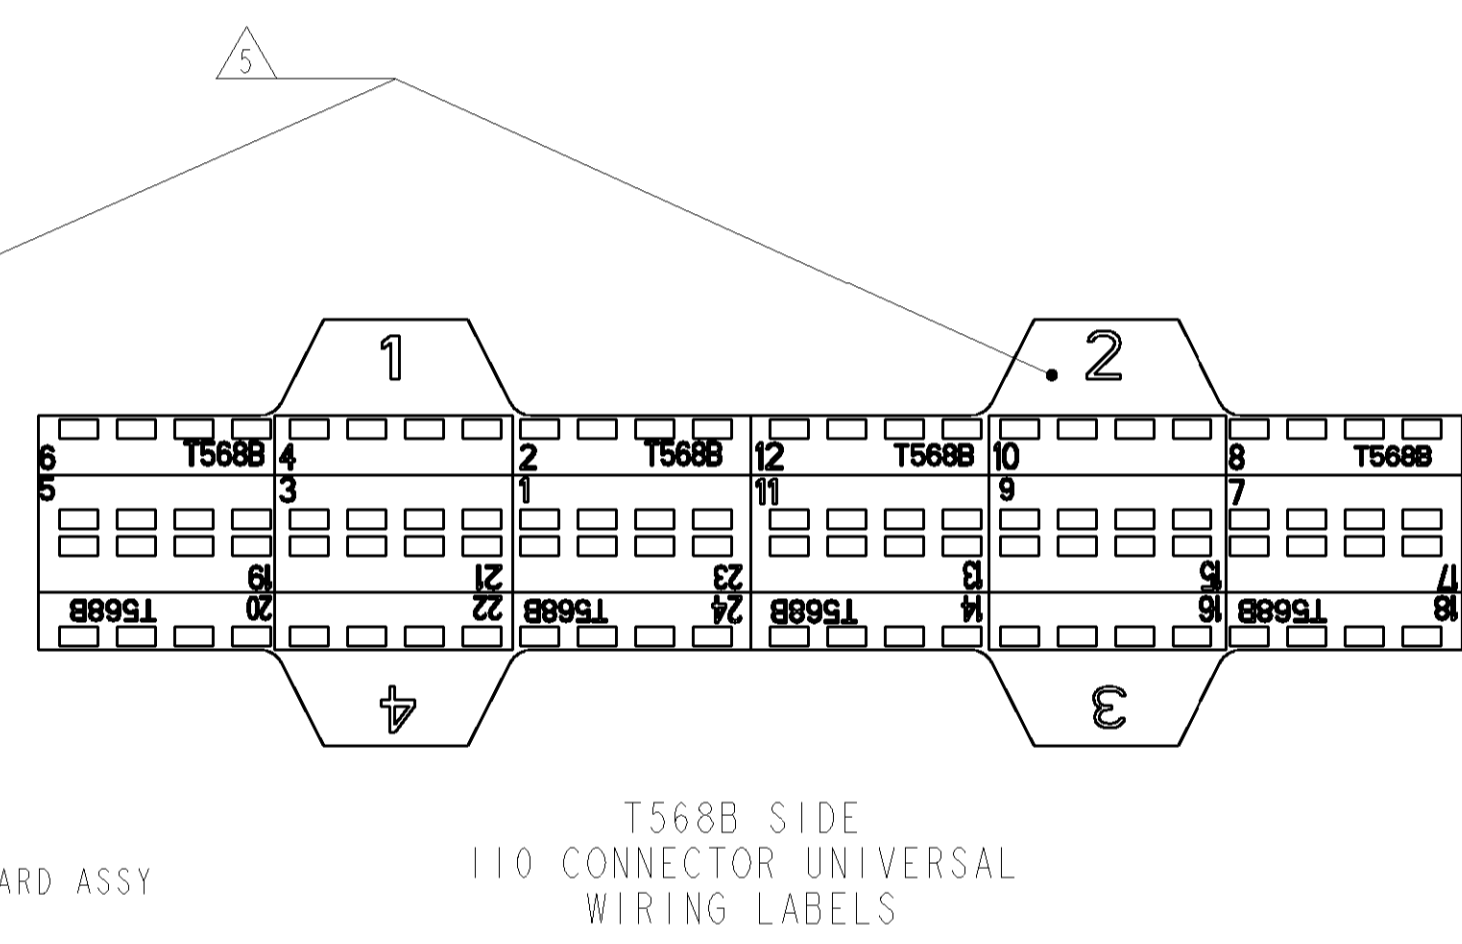 5
1 2
6 T568B 4 2 T568B 12 T568B 10 8 T568B
5 3 1 11 9 7
19 21 23 13 15 17
T568B 20 22 T568B 24 T568B 14 16 T568B 18
4 3
T568B SIDE
110 CONNECTOR UNIVERSAL
WIRING LABELS
ARD ASSY